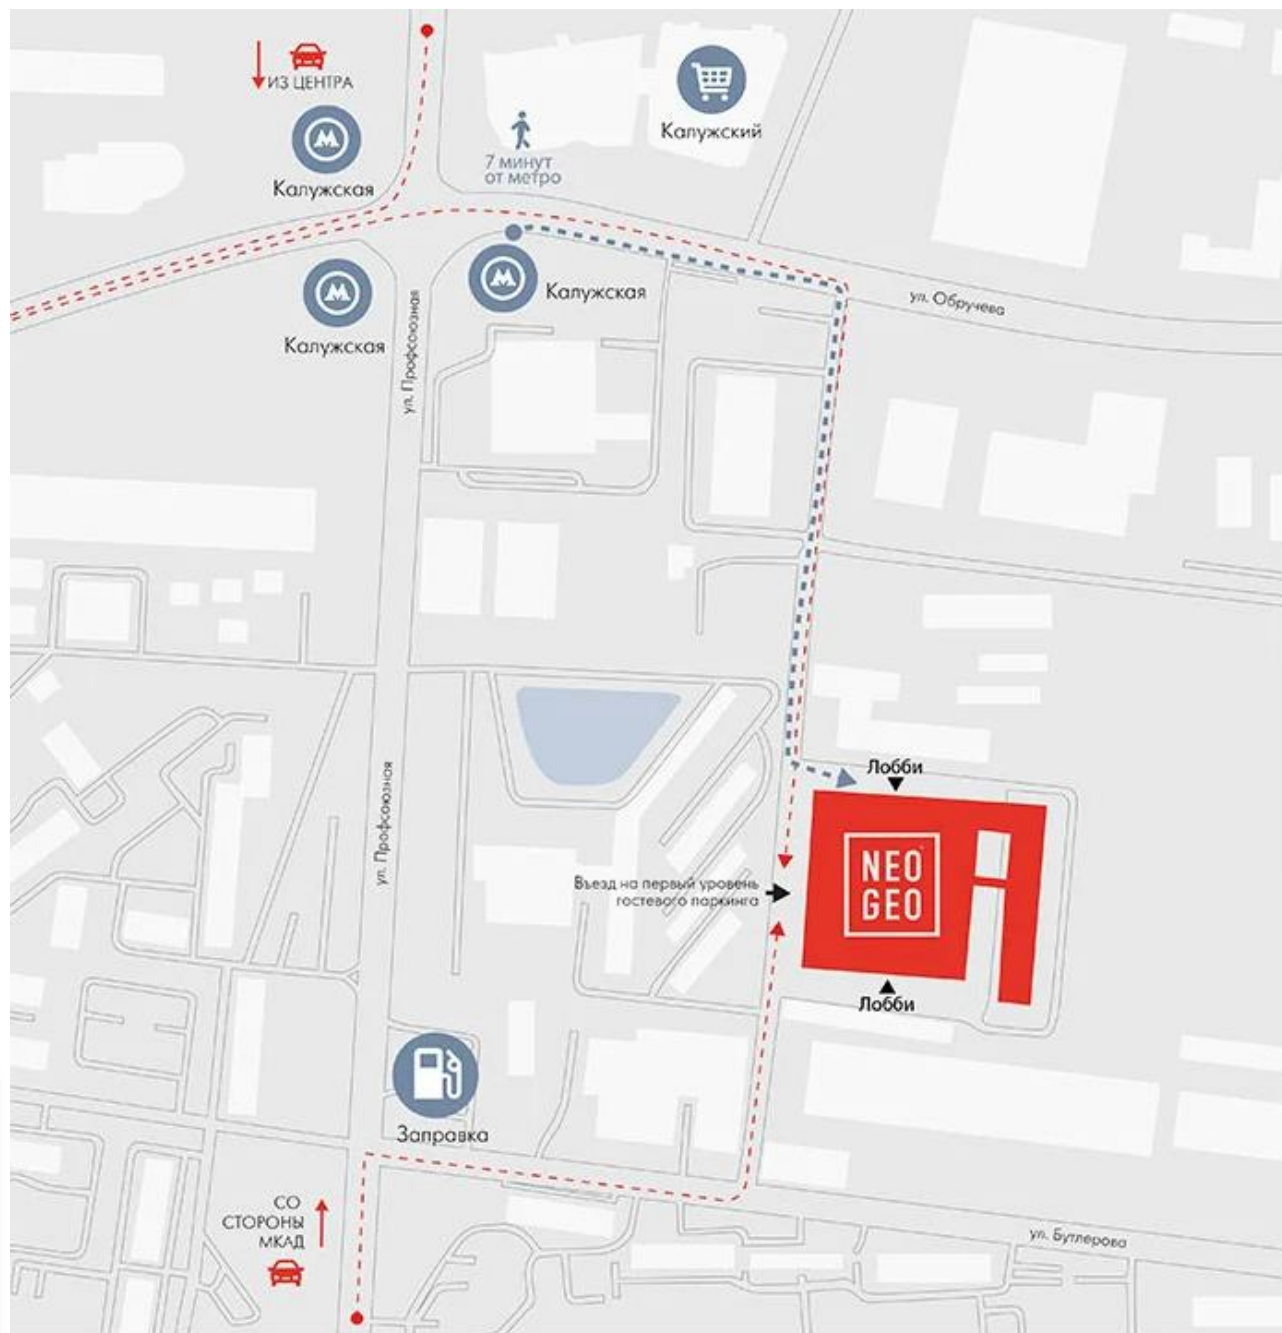 ИЗ ЦЕНТРА
Калужский
7 минут
от метро
Калужская
Калужская
Калужская
ул. Профсоюзная
ул. Обручева
ул. Профсоюзная
Лобби
NEO
GEO
Въезд на первый уровень
гостевого паркинга
Лобби
Заправка
СО
СТОРОНЫ
МКАД
ул. Бутлерова